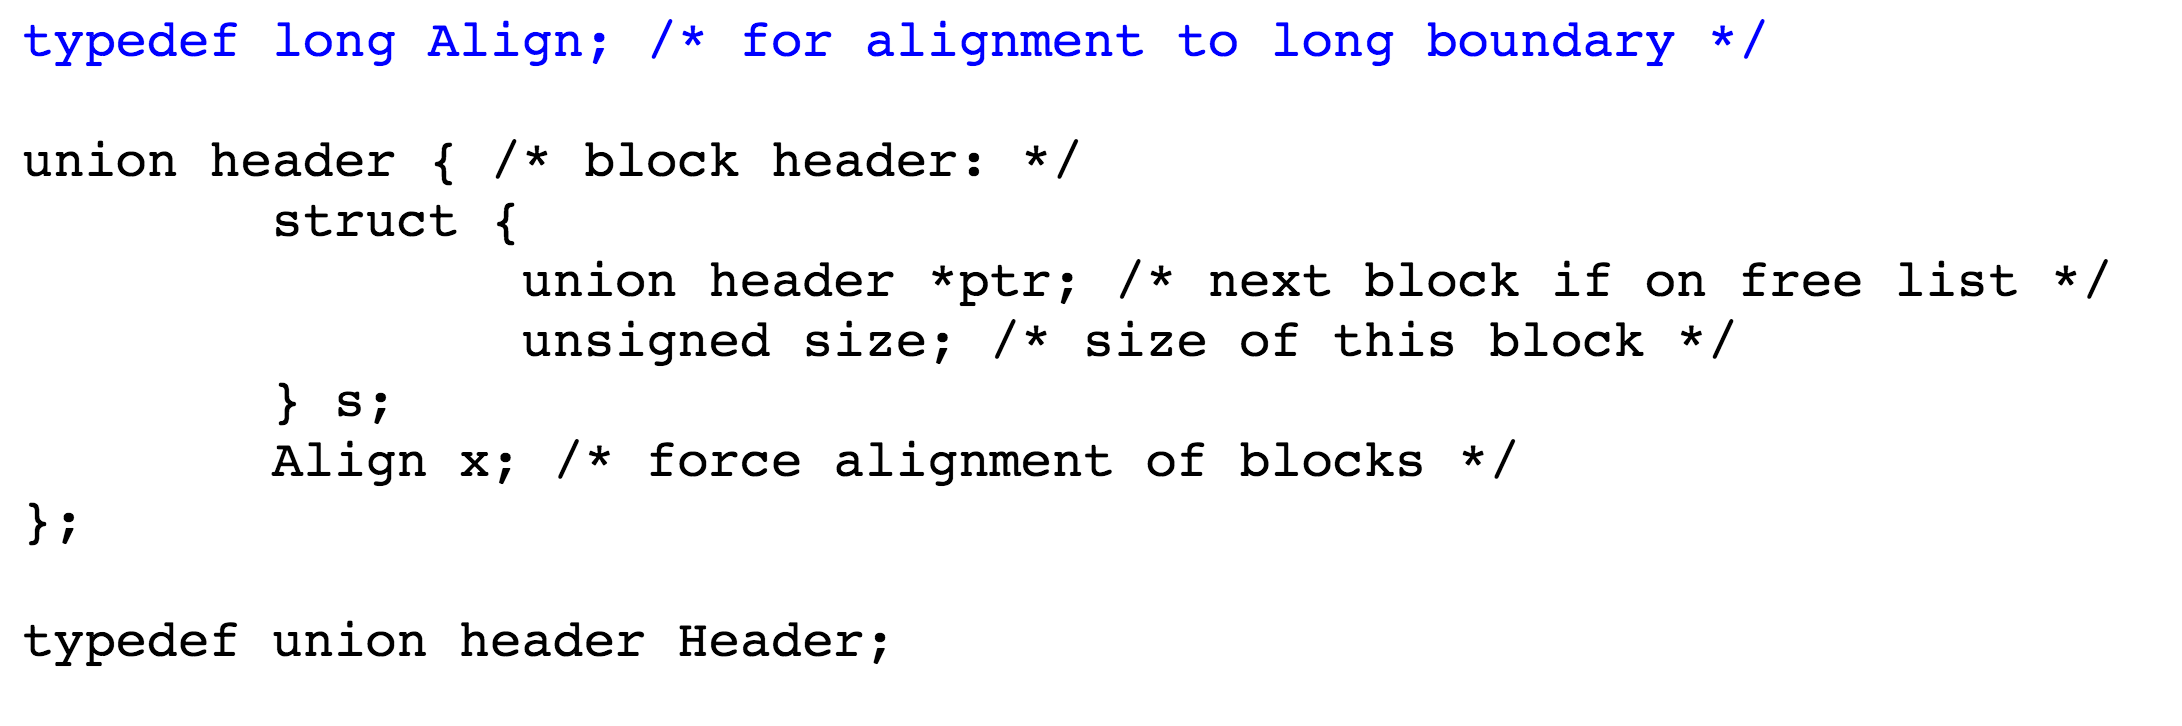 typedef long Align; /* for alignment to long boundary */
union header { /* block header: */
struct {
union header *ptr; /* next block if on free list */
unsigned size; /* size of this block */
} s;
Align x; /* force alignment of blocks */
};
typedef union header Header;